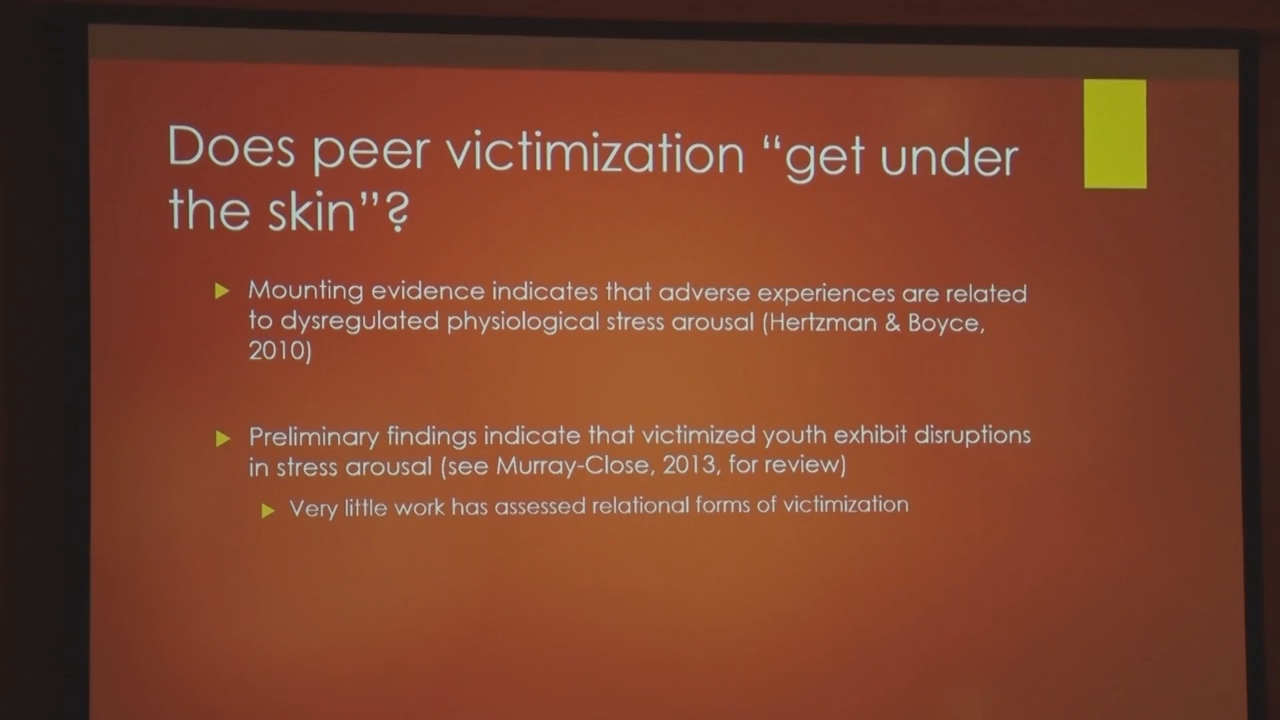 Does peer victimization “get under
the skin”?
Mounting evidence indicates that adverse experiences are related
to dysregulated physiological stress arousal (Hertzman & Boyce,
2010)
Preliminary findings indicate that victimized youth exhibit disruptions
in stress arousal (see Murray-Close, 2013, for review)
Very little work has assessed relational forms of victimization